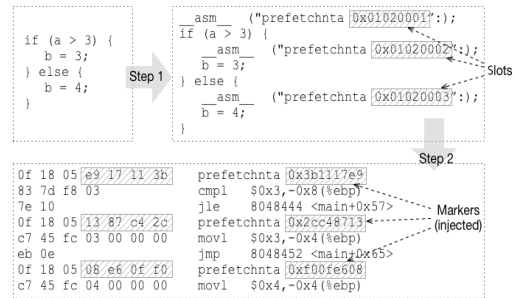 if (a > 3) {
b = 3;
} else {
b = 4;
}
Step 1
__asm__ ("prefetchnta 0x01020001":);
if (a > 3) {
__asm__ ("prefetchnta 0x01020002":);
b = 3;
} else {
__asm__ ("prefetchnta 0x01020003":);
b = 4;
}
Slots
Step 2
0f 18 05 e9 17 11 3b prefetchnta 0x3b1117e9
83 7d f8 03 cmpl $0x3,-0x8(%ebp)
7e 10 jle 8048444 <main+0x57>
0f 18 05 13 87 c4 2c prefetchnta 0x2cc48713
c7 45 fc 03 00 00 00 movl $0x3,-0x4(%ebp)
eb 0e jmp 8048452 <main+0x65>
0f 18 05 08 e6 0f f0 prefetchnta 0xf00fe608
c7 45 fc 04 00 00 00 movl $0x4,-0x4(%ebp)
Markers
(injected)